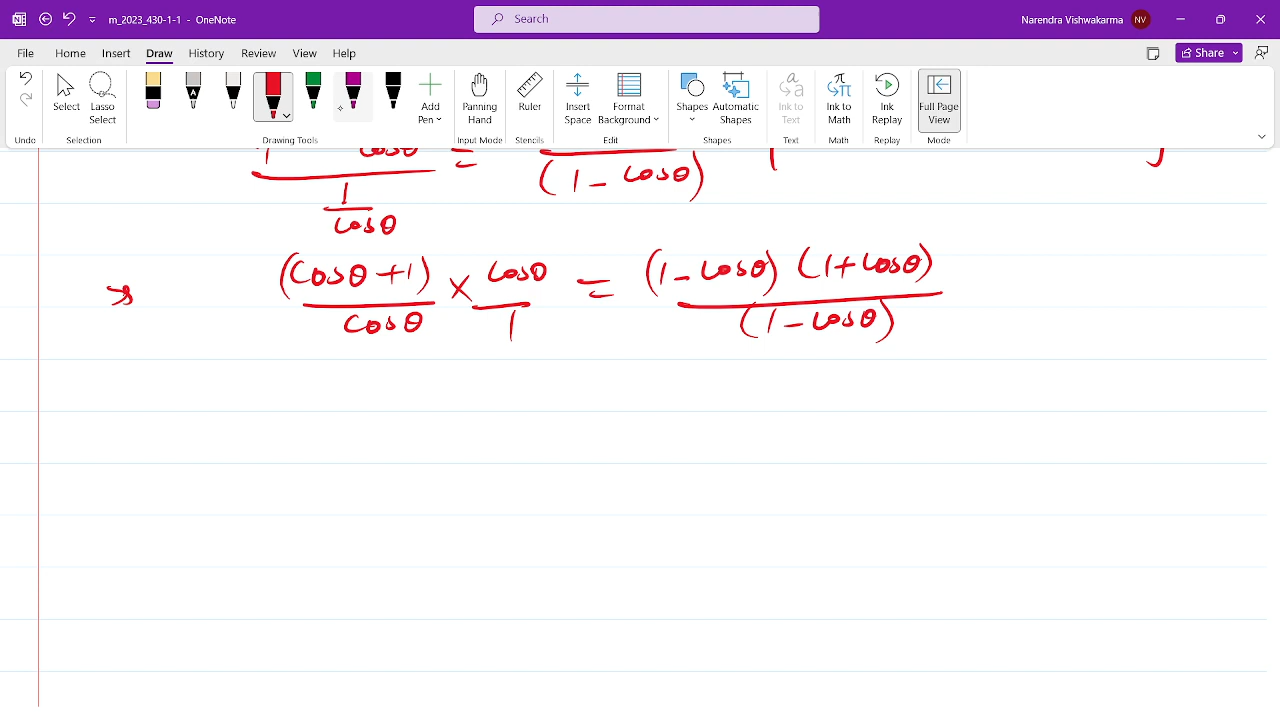 m_2023_430-1-1 - OneNote
Search
Narendra Vishwakarma NV
File Home Insert Draw History Review View Help
Share
Select
Lasso Select
Add Pen
Panning Hand
Ruler
Insert Space
Format Background
Shapes
Automatic Shapes
Ink to Text
Ink to Math
Ink Replay
Full Page View
Undo Selection Drawing Tools Input Mode Stencils Edit Shapes Text Math Replay Mode
cosθ =
1
cosθ
(1 - cosθ)
⇒ (cosθ + 1) / cosθ × cosθ / 1 = (1 - cosθ) (1 + cosθ) / (1 - cosθ)